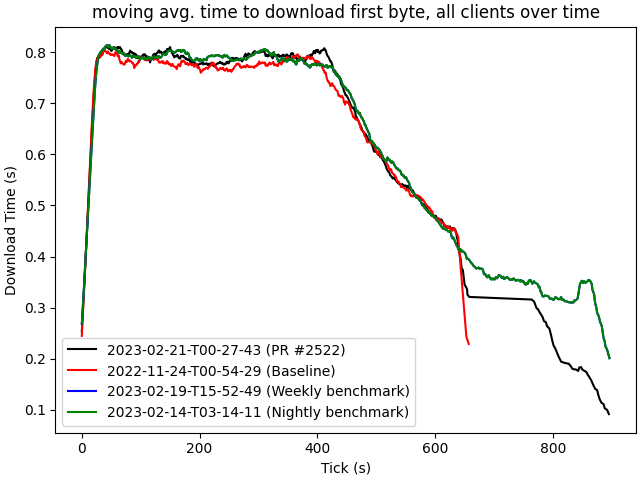 moving avg. time to download first byte, all clients over time
Download Time (s)
0.8
0.7
0.6
0.5
0.4
0.3
0.2
0.1
2023-02-21-T00-27-43 (PR #2522)
2022-11-24-T00-54-29 (Baseline)
2023-02-19-T15-52-49 (Weekly benchmark)
2023-02-14-T03-14-11 (Nightly benchmark)
0 200 400 600 800
Tick (s)